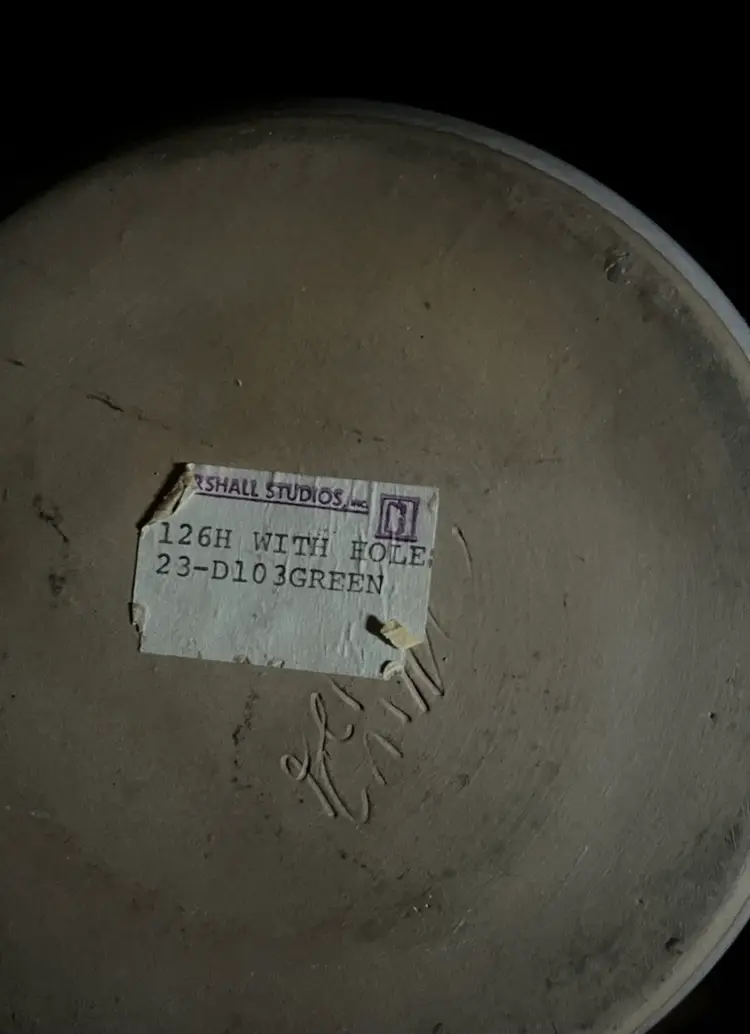 RSHALL STUDIOS, INC.
126H WITH HOLE:
23-D103GREEN